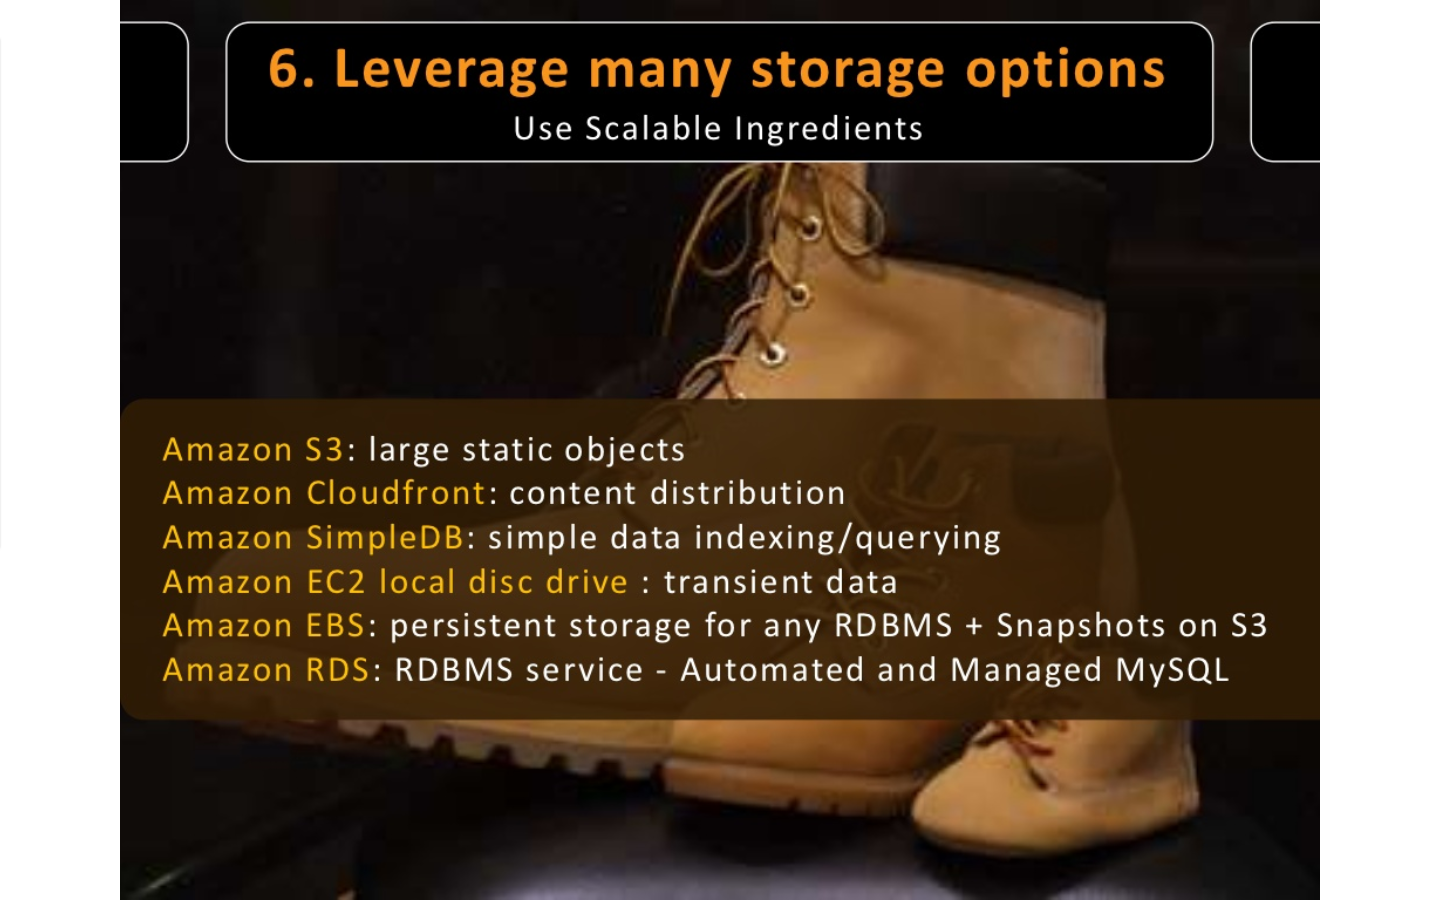 6. Leverage many storage options
Use Scalable Ingredients
Amazon S3: large static objects
Amazon Cloudfront: content distribution
Amazon SimpleDB: simple data indexing/querying
Amazon EC2 local disc drive : transient data
Amazon EBS: persistent storage for any RDBMS + Snapshots on S3
Amazon RDS: RDBMS service - Automated and Managed MySQL